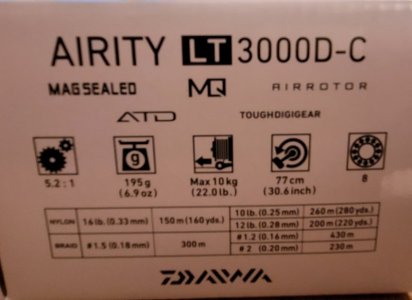 AIRITY LT 3000D-C
MAGSEALED MQ AIRROTOR
ATD TOUGHDIGIGEAR
g
5.2 : 1 195g Max 10kg 77cm 8
(6.9 oz) (22.0 lb.) (30.6 inch)
NYLON 16 lb. (0.33 mm) 150 m (160 yds.) 10 lb. (0.25 mm) 260 m (280 yds.)
12 lb. (0.28 mm) 200 m (220 yds.)
BRAID #1.5 (0.18 mm) 300 m #1.2 (0.16 mm) 430 m
#2 (0.20 mm) 230 m
DAIWA